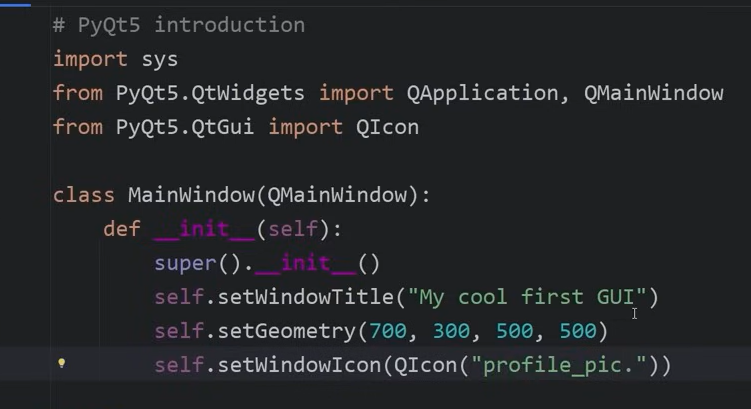 # PyQt5 introduction
import sys
from PyQt5.QtWidgets import QApplication, QMainWindow
from PyQt5.QtGui import QIcon
class MainWindow(QMainWindow):
def __init__(self):
super().__init__()
self.setWindowTitle("My cool first GUI")
self.setGeometry(700, 300, 500, 500)
self.setWindowIcon(QIcon("profile_pic."))